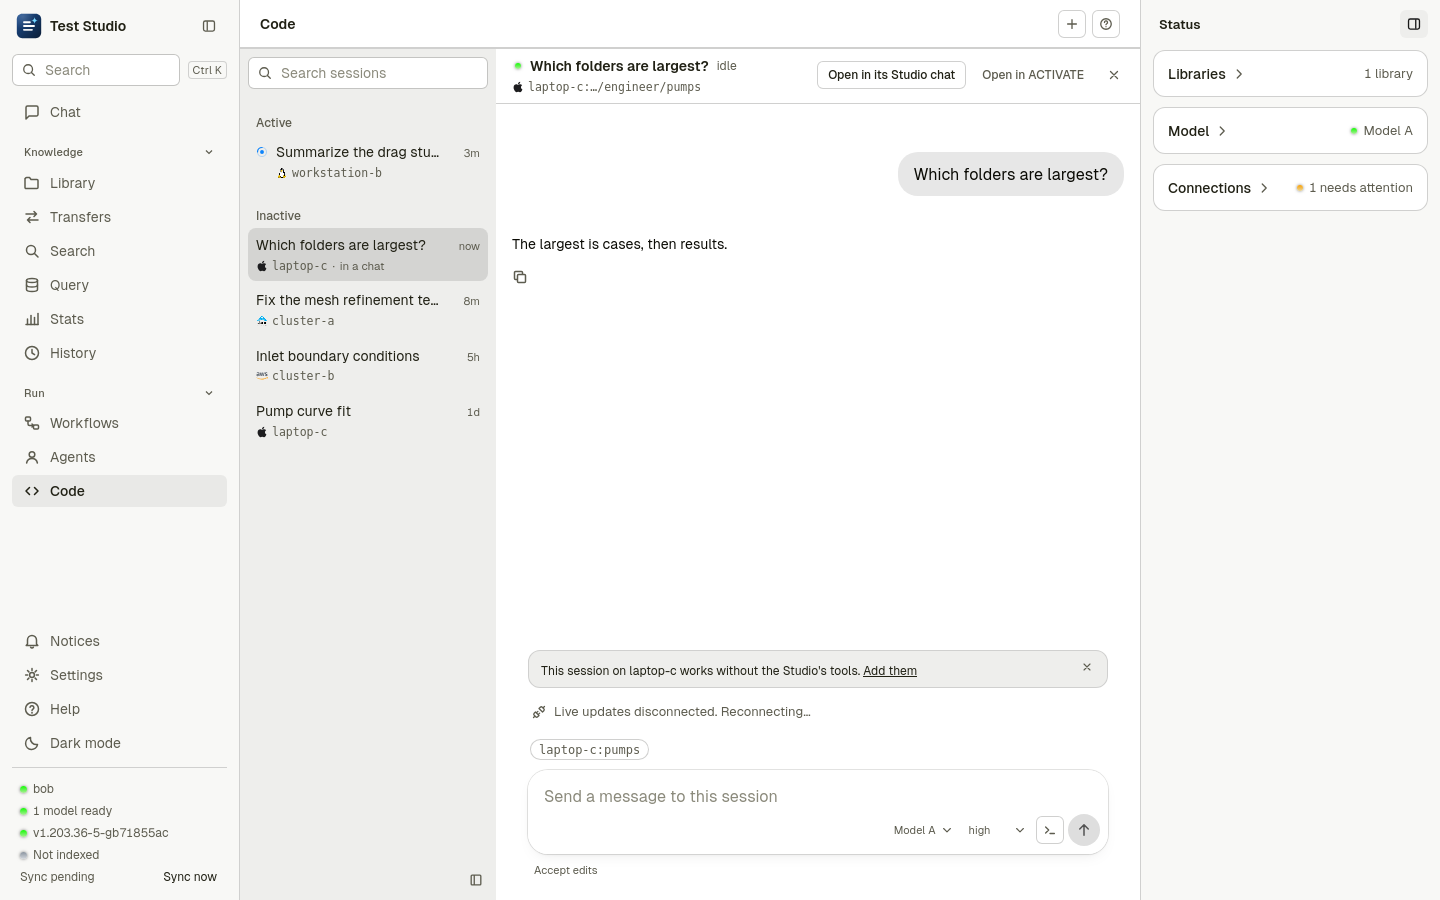 Test Studio
Search
Ctrl K
Chat
Knowledge
Library
Transfers
Search
Query
Stats
History
Run
Workflows
Agents
Code
Notices
Settings
Help
Dark mode
bob
1 model ready
v1.203.36-5-gb71855ac
Not indexed
Sync pending
Sync now
Code
Search sessions
Active
Summarize the drag stu…
3m
workstation-b
Inactive
Which folders are largest?
now
laptop-c · in a chat
Fix the mesh refinement te…
8m
cluster-a
Inlet boundary conditions
5h
aws
cluster-b
Pump curve fit
1d
laptop-c
Which folders are largest?
idle
laptop-c:…/engineer/pumps
Open in its Studio chat
Open in ACTIVATE
Which folders are largest?
The largest is cases, then results.
This session on laptop-c works without the Studio's tools. Add them
Live updates disconnected. Reconnecting…
laptop-c:pumps
Send a message to this session
Model A
high
Accept edits
Status
Libraries
1 library
Model
Model A
Connections
1 needs attention